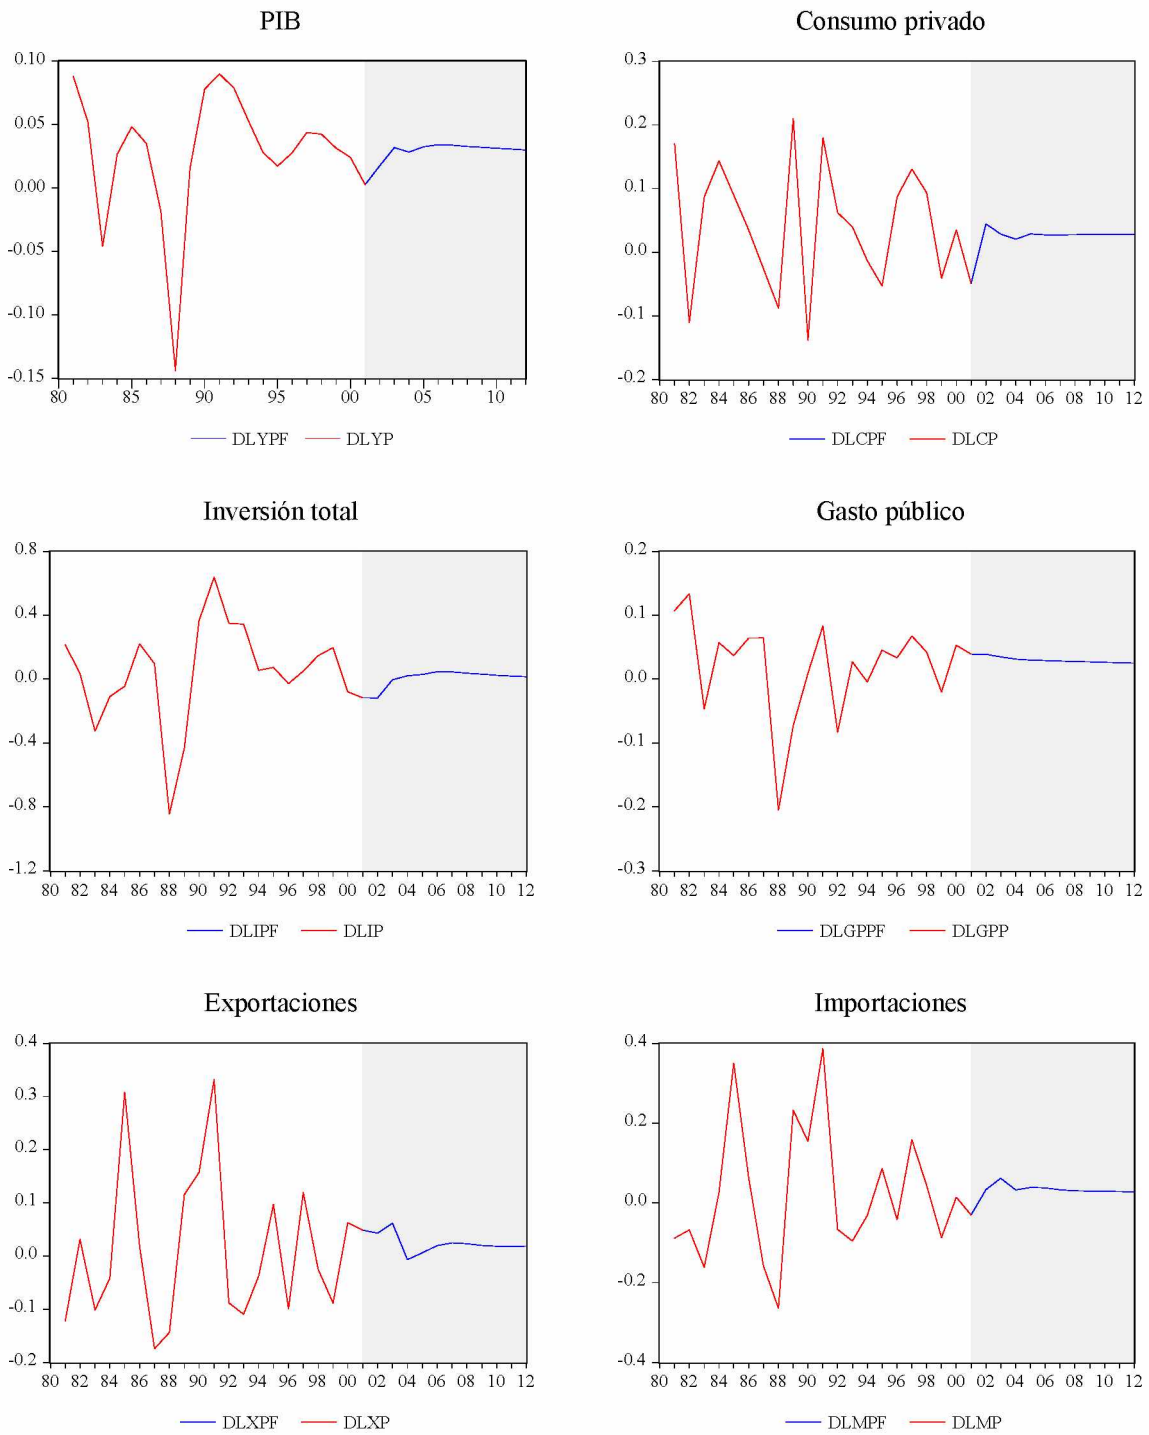 PIB
0.10
0.05
0.00
-0.05
-0.10
-0.15
80 85 90 95 00 05 10
DLYPF DLYP
Consumo privado
0.3
0.2
0.1
0.0
-0.1
-0.2
80 82 84 86 88 90 92 94 96 98 00 02 04 06 08 10 12
DLCPF DLCP
Inversión total
0.8
0.4
0.0
-0.4
-0.8
-1.2
80 82 84 86 88 90 92 94 96 98 00 02 04 06 08 10 12
DLIPF DLIP
Gasto público
0.2
0.1
0.0
-0.1
-0.2
-0.3
80 82 84 86 88 90 92 94 96 98 00 02 04 06 08 10 12
DLGPPF DLGPP
Exportaciones
0.4
0.3
0.2
0.1
0.0
-0.1
-0.2
80 82 84 86 88 90 92 94 96 98 00 02 04 06 08 10 12
DLXPF DLXP
Importaciones
0.4
0.2
0.0
-0.2
-0.4
80 82 84 86 88 90 92 94 96 98 00 02 04 06 08 10 12
DLMPF DLMP